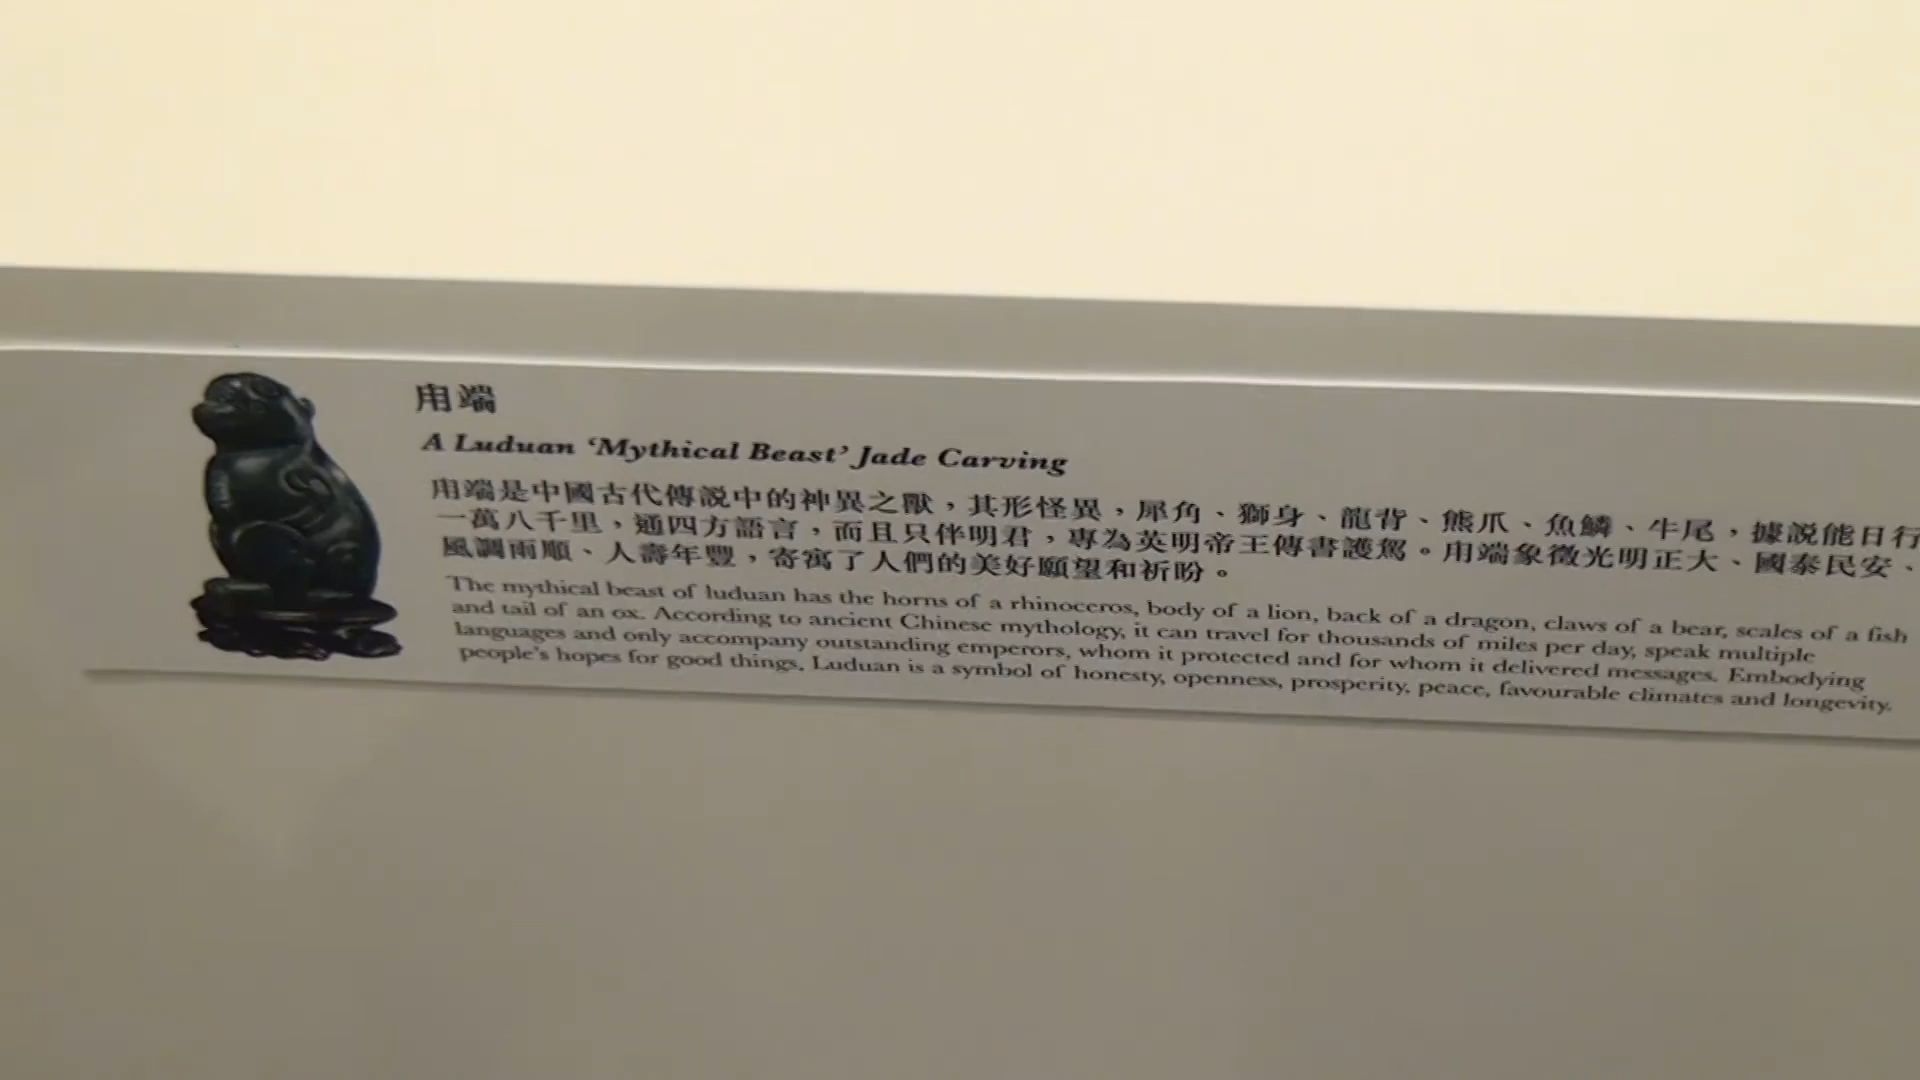 甪端
A Luduan ‘Mythical Beast’ Jade Carving
甪端是中國古代傳説中的神異之獸，其形怪異，犀角、獅身、龍背、熊爪、魚鱗、牛尾，據説能日行
一萬八千里，通四方語言，而且只伴明君，專為英明帝王傳書護駕。甪端象徵光明正大、國泰民安、
風調雨順、人壽年豐，寄寓了人們的美好願望和祈盼。
The mythical beast of luduan has the horns of a rhinoceros, body of a lion, back of a dragon, claws of a bear, scales of a fish
and tail of an ox. According to ancient Chinese mythology, it can travel for thousands of miles per day, speak multiple
languages and only accompany outstanding emperors, whom it protected and for whom it delivered messages. Embodying
people’s hopes for good things, Luduan is a symbol of honesty, openness, prosperity, peace, favourable climates and longevity.